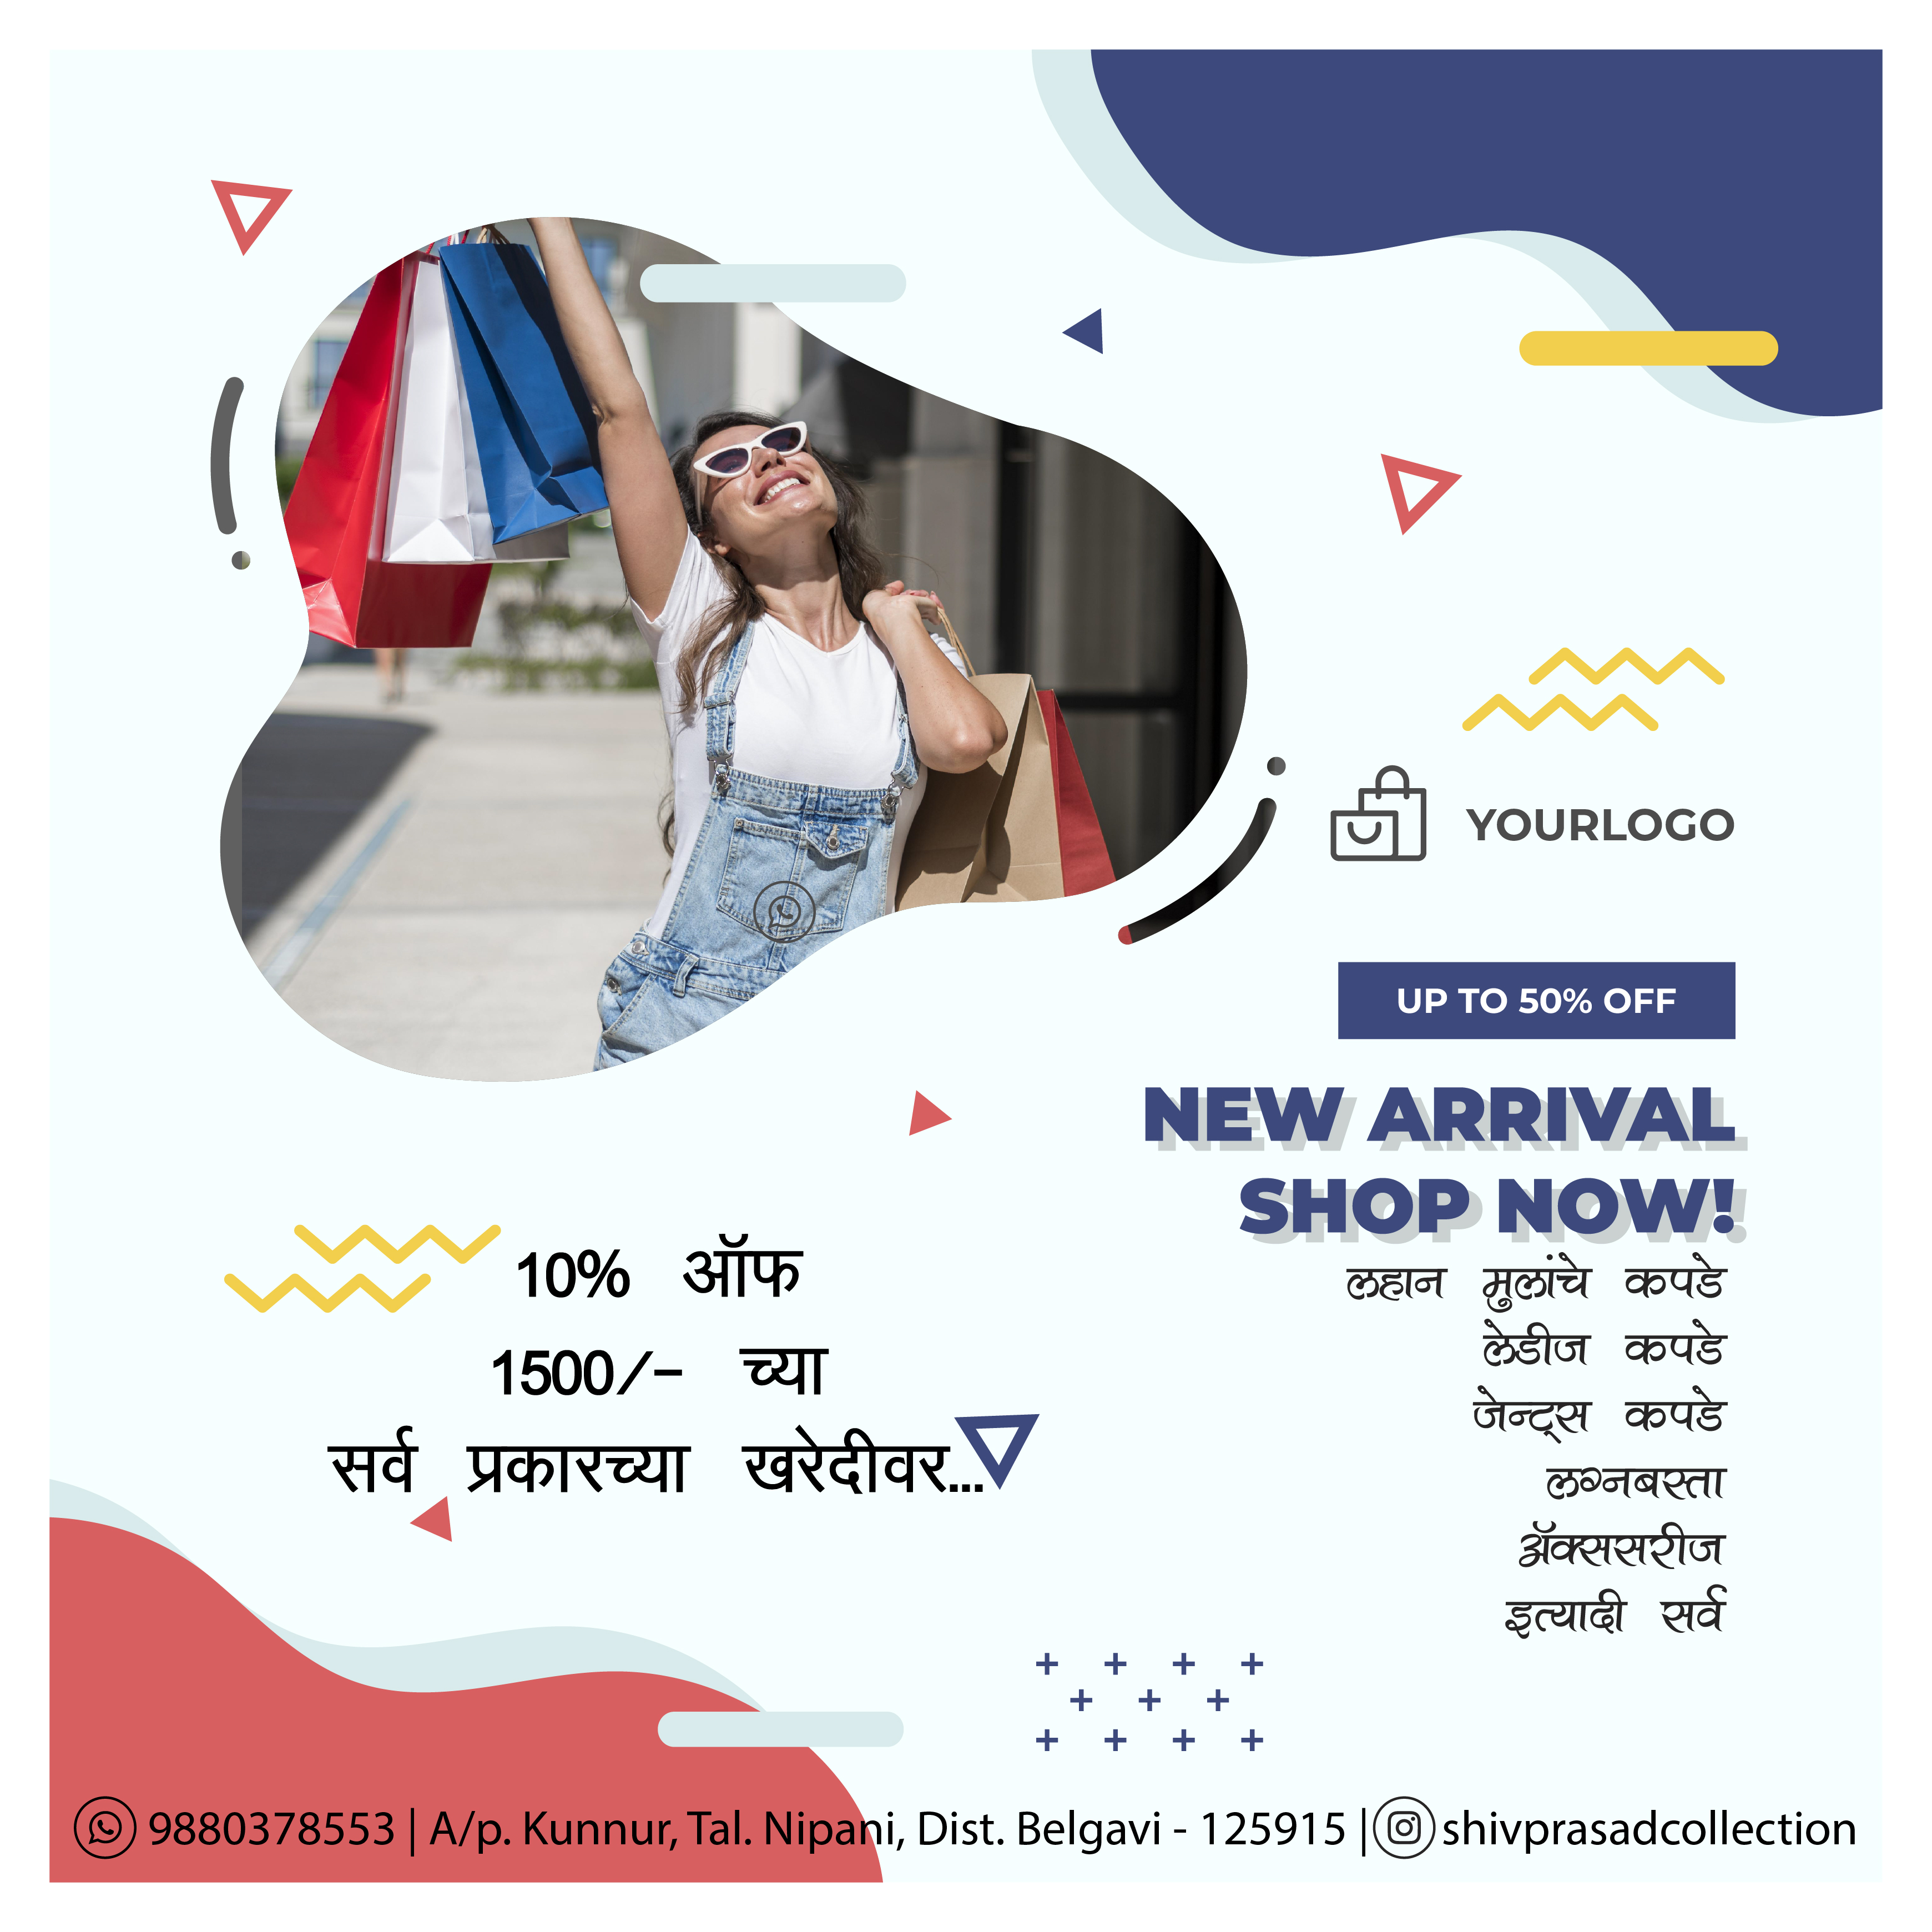 YOURLOGO
UP TO 50% OFF
NEW ARRIVAL
SHOP NOW!
लहान मुलांचे कपडे
लेडीज कपडे
जेन्ट्स कपडे
लग्नबस्ता
ॲक्ससरीज
इत्यादी सर्व
10% ऑफ
1500/- च्या
सर्व प्रकारच्या खरेदीवर...
9880378553 | A/p. Kunnur, Tal. Nipani, Dist. Belgavi - 125915 | shivprasadcollection